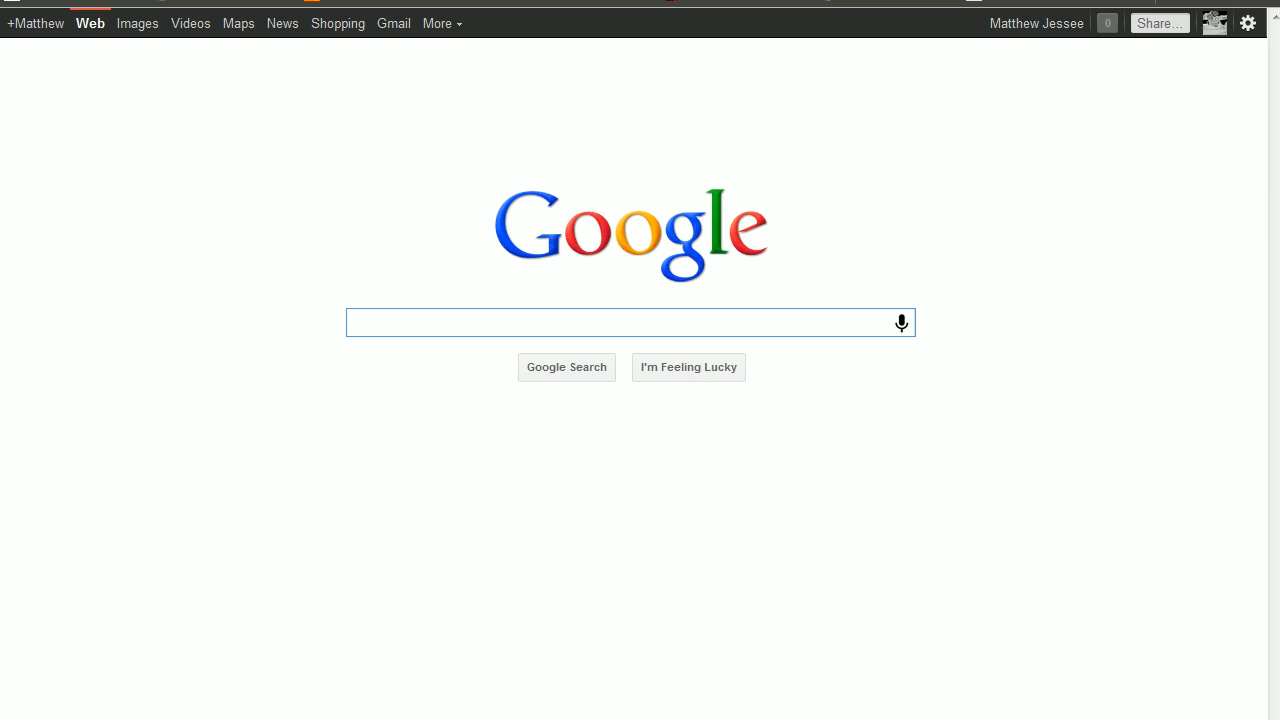 +Matthew Web Images Videos Maps News Shopping Gmail More Matthew Jessee 0 Share...
Google
Google Search I'm Feeling Lucky